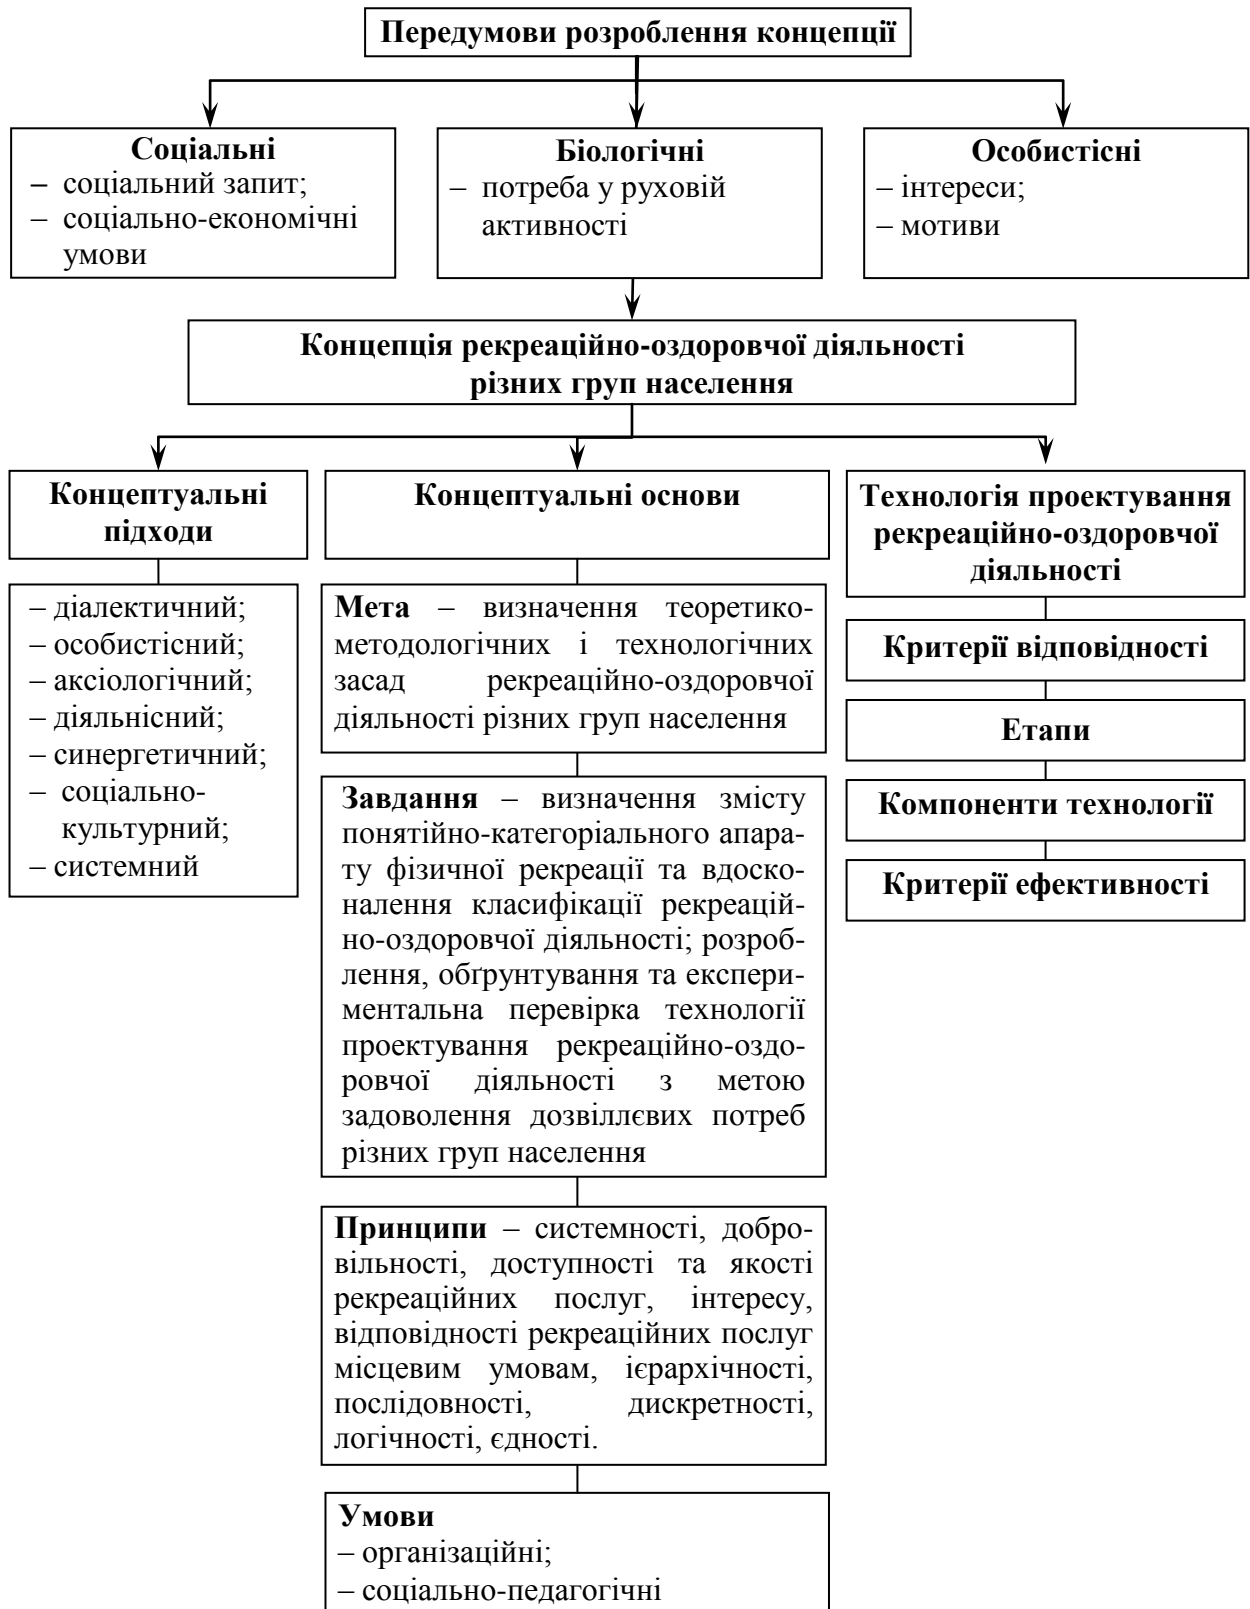 Передумови розроблення концепції
Соціальні
– соціальний запит;
– соціально-економічні
умови
Біологічні
– потреба у руховій
активності
Особистісні
– інтереси;
– мотиви
Концепція рекреаційно-оздоровчої діяльності
різних груп населення
Концептуальні
підходи
– діалектичний;
– особистісний;
– аксіологічний;
– діяльнісний;
– синергетичний;
– соціально-
культурний;
– системний
Концептуальні основи
Мета – визначення теоретико-
методологічних і технологічних
засад рекреаційно-оздоровчої
діяльності різних груп населення
Завдання – визначення змісту
понятійно-категоріального апара-
ту фізичної рекреації та вдоско-
налення класифікації рекреацій-
но-оздоровчої діяльності; розроб-
лення, обґрунтування та експери-
ментальна перевірка технології
проектування рекреаційно-оздо-
ровчої діяльності з метою
задоволення дозвіллєвих потреб
різних груп населення
Принципи – системності, добро-
вільності, доступності та якості
рекреаційних послуг, інтересу,
відповідності рекреаційних послуг
місцевим умовам, ієрархічності,
послідовності, дискретності,
логічності, єдності.
Умови
– організаційні;
– соціально-педагогічні
Технологія проектування
рекреаційно-оздоровчої
діяльності
Критерії відповідності
Етапи
Компоненти технології
Критерії ефективності